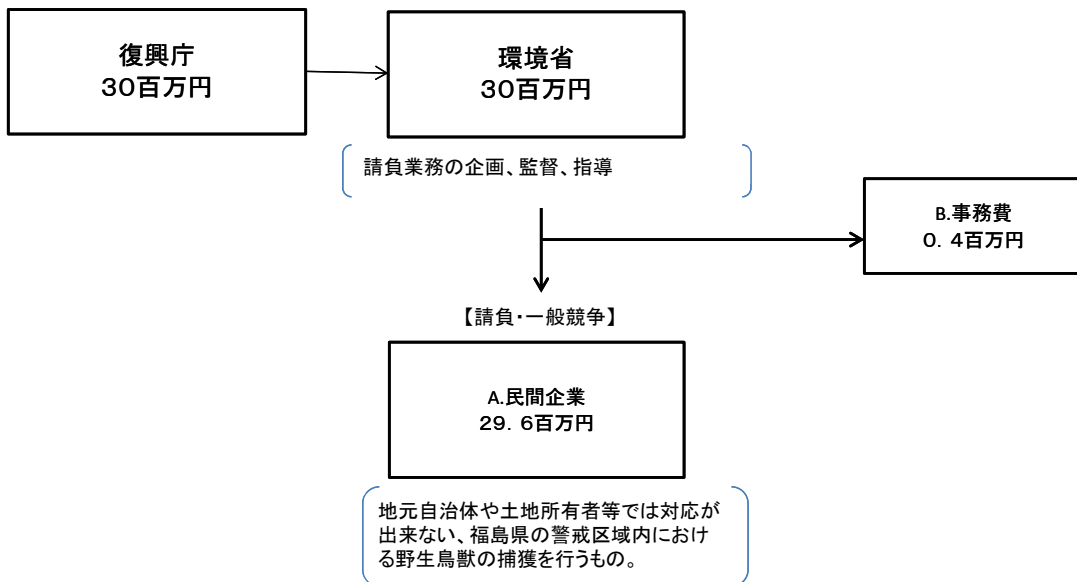 復興庁
30百万円
環境省
30百万円
請負業務の企画、監督、指導
B.事務費
0.4百万円
【請負・一般競争】
A.民間企業
29.6百万円
地元自治体や土地所有者等では対応が
出来ない、福島県の警戒区域内におけ
る野生鳥獣の捕獲を行うもの。